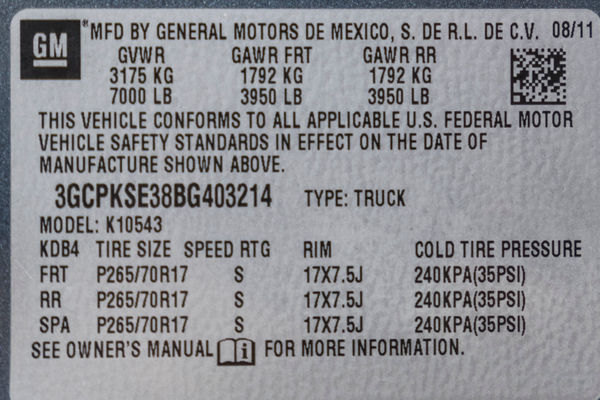 GM
MFD BY GENERAL MOTORS DE MEXICO, S. DE R.L. DE C.V. 08/11
GVWR GAWR FRT GAWR RR
3175 KG 1792 KG 1792 KG
7000 LB 3950 LB 3950 LB
THIS VEHICLE CONFORMS TO ALL APPLICABLE U.S. FEDERAL MOTOR
VEHICLE SAFETY STANDARDS IN EFFECT ON THE DATE OF
MANUFACTURE SHOWN ABOVE.
3GCPKSE38BG403214 TYPE: TRUCK
MODEL: K10543
KDB4 TIRE SIZE SPEED RTG RIM COLD TIRE PRESSURE
FRT P265/70R17 S 17X7.5J 240KPA(35PSI)
RR P265/70R17 S 17X7.5J 240KPA(35PSI)
SPA P265/70R17 S 17X7.5J 240KPA(35PSI)
SEE OWNER'S MANUAL i FOR MORE INFORMATION.